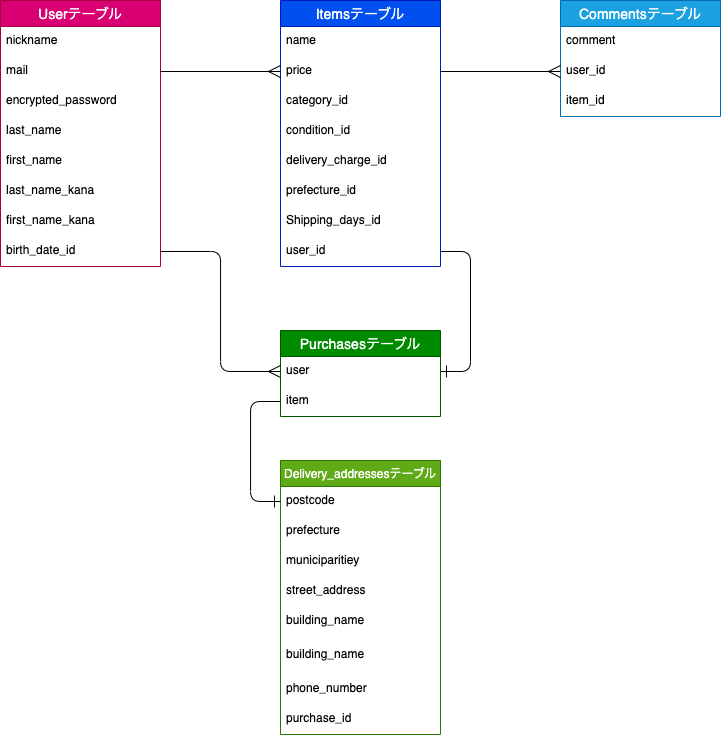 Userテーブル
nickname
mail
encrypted_password
last_name
first_name
last_name_kana
first_name_kana
birth_date_id
Itemsテーブル
name
price
category_id
condition_id
delivery_charge_id
prefecture_id
Shipping_days_id
user_id
Commentsテーブル
comment
user_id
item_id
Purchasesテーブル
user
item
Delivery_addressesテーブル
postcode
prefecture
municiparitiey
street_address
building_name
building_name
phone_number
purchase_id